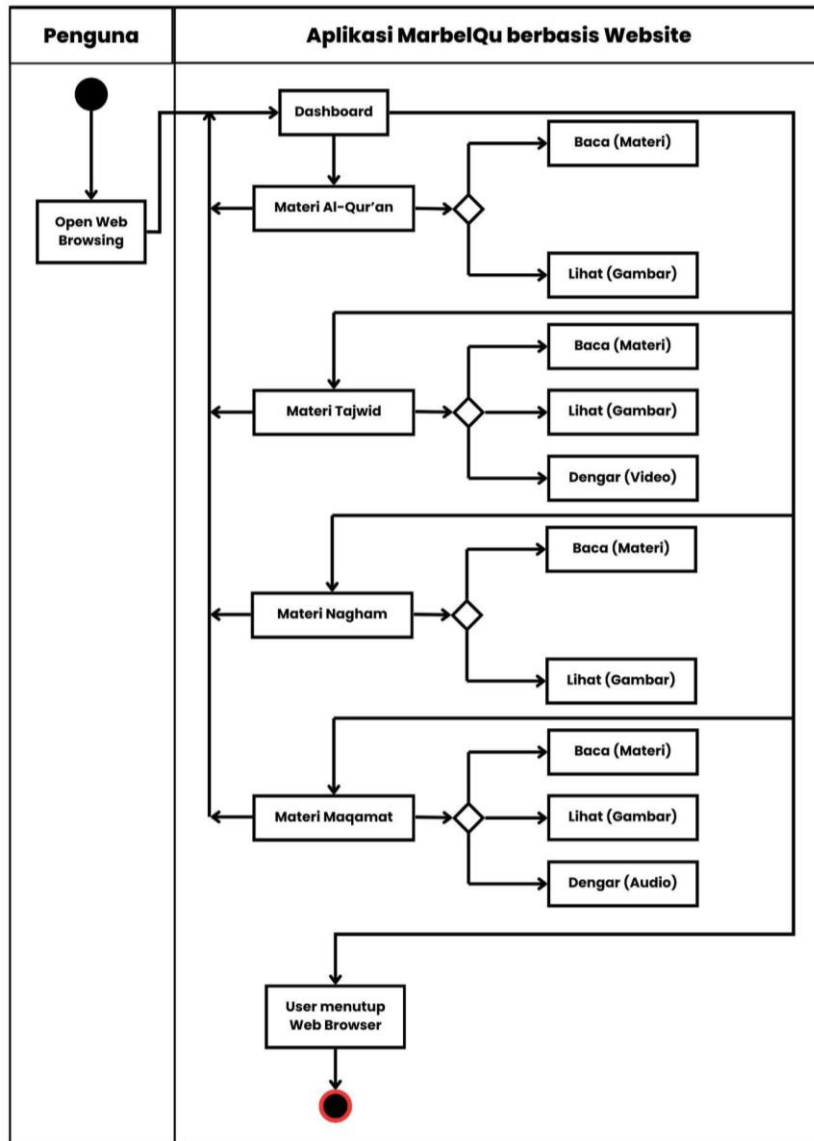 Penguna
Aplikasi MarbelQu berbasis Website
Dashboard
Open Web
Browsing
Materi Al-Qur’an
Baca (Materi)
Lihat (Gambar)
Materi Tajwid
Baca (Materi)
Lihat (Gambar)
Dengar (Video)
Materi Nagham
Baca (Materi)
Lihat (Gambar)
Materi Maqamat
Baca (Materi)
Lihat (Gambar)
Dengar (Audio)
User menutup
Web Browser